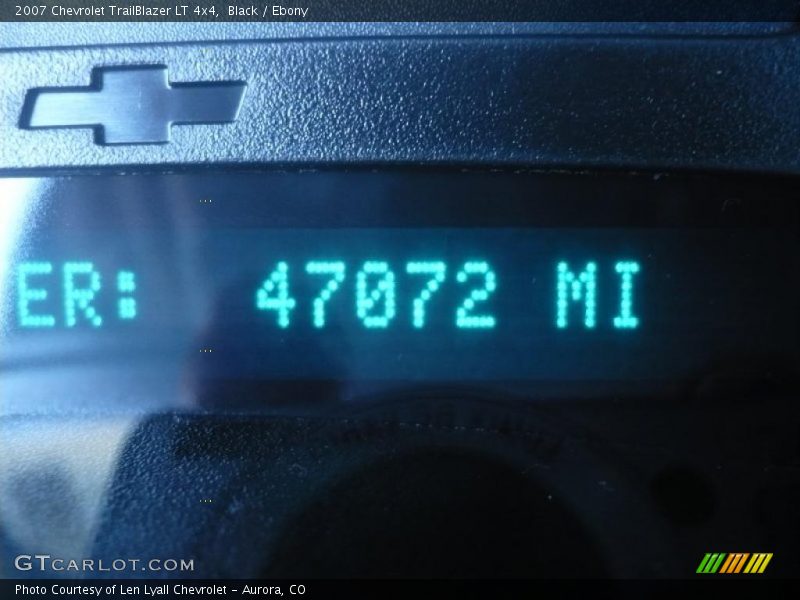 2007 Chevrolet TrailBlazer LT 4x4, Black / Ebony
ER: 47072 MI
GTCARLOT.COM
Photo Courtesy of Len Lyall Chevrolet - Aurora, CO